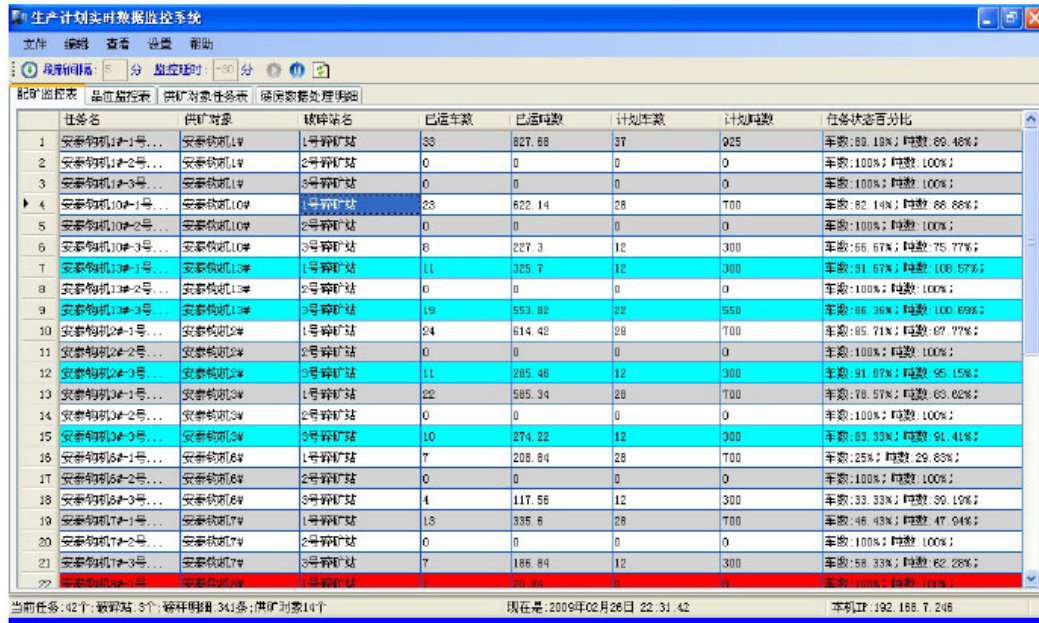 生产计划实时数据监控系统
文件 编辑 查看 设置 帮助
刷新间隔: 5 分 监控延时: -30 分
配矿监控表 品位监控表 供矿对象任务表 磅房数据处理明细
任务名 供矿对象 破碎站名 已运车数 已运吨数 计划车数 计划吨数 任务状态百分比
1 安泰钩机1#-1号... 安泰钩机1# 1号碎矿站 33 827.68 37 925 车数:89.19%; 吨数:89.48%;
2 安泰钩机1#-2号... 安泰钩机1# 2号碎矿站 0 0 0 0 车数:100%; 吨数:100%;
3 安泰钩机1#-3号... 安泰钩机1# 3号碎矿站 0 0 0 0 车数:100%; 吨数:100%;
4 安泰钩机10#-1号... 安泰钩机10# 1号碎矿站 23 622.14 28 700 车数:82.14%; 吨数:88.88%;
5 安泰钩机10#-2号... 安泰钩机10# 2号碎矿站 0 0 0 0 车数:100%; 吨数:100%;
6 安泰钩机10#-3号... 安泰钩机10# 3号碎矿站 8 227.3 12 300 车数:66.67%; 吨数:75.77%;
7 安泰钩机13#-1号... 安泰钩机13# 1号碎矿站 11 325.7 12 300 车数:91.67%; 吨数:108.57%;
8 安泰钩机13#-2号... 安泰钩机13# 2号碎矿站 0 0 0 0 车数:100%; 吨数:100%;
9 安泰钩机13#-3号... 安泰钩机13# 3号碎矿站 19 553.82 22 550 车数:86.36%; 吨数:100.69%;
10 安泰钩机2#-1号... 安泰钩机2# 1号碎矿站 24 614.42 28 700 车数:85.71%; 吨数:87.77%;
11 安泰钩机2#-2号... 安泰钩机2# 2号碎矿站 0 0 0 0 车数:100%; 吨数:100%;
12 安泰钩机2#-3号... 安泰钩机2# 3号碎矿站 11 285.46 12 300 车数:91.67%; 吨数:95.15%;
13 安泰钩机3#-1号... 安泰钩机3# 1号碎矿站 22 585.34 28 700 车数:78.57%; 吨数:83.62%;
14 安泰钩机3#-2号... 安泰钩机3# 2号碎矿站 0 0 0 0 车数:100%; 吨数:100%;
15 安泰钩机3#-3号... 安泰钩机3# 3号碎矿站 10 274.22 12 300 车数:83.33%; 吨数:91.41%;
16 安泰钩机6#-1号... 安泰钩机6# 1号碎矿站 7 208.84 28 700 车数:25%; 吨数:29.83%;
17 安泰钩机6#-2号... 安泰钩机6# 2号碎矿站 0 0 0 0 车数:100%; 吨数:100%;
18 安泰钩机6#-3号... 安泰钩机6# 3号碎矿站 4 117.56 12 300 车数:33.33%; 吨数:39.19%;
19 安泰钩机7#-1号... 安泰钩机7# 1号碎矿站 13 335.6 28 700 车数:46.43%; 吨数:47.94%;
20 安泰钩机7#-2号... 安泰钩机7# 2号碎矿站 0 0 0 0 车数:100%; 吨数:100%;
21 安泰钩机7#-3号... 安泰钩机7# 3号碎矿站 7 186.84 12 300 车数:58.33%; 吨数:62.28%;
22 安泰钩机8#-1号... 安泰钩机8# 1号碎矿站 1 20.84 0 0 车数:100%; 吨数:100%;
当前任务:42个;破碎站:3个;磅秤明细:341条;供矿对象14个 现在是:2009年02月26日 22:31:42 本机IP:192.168.7.246